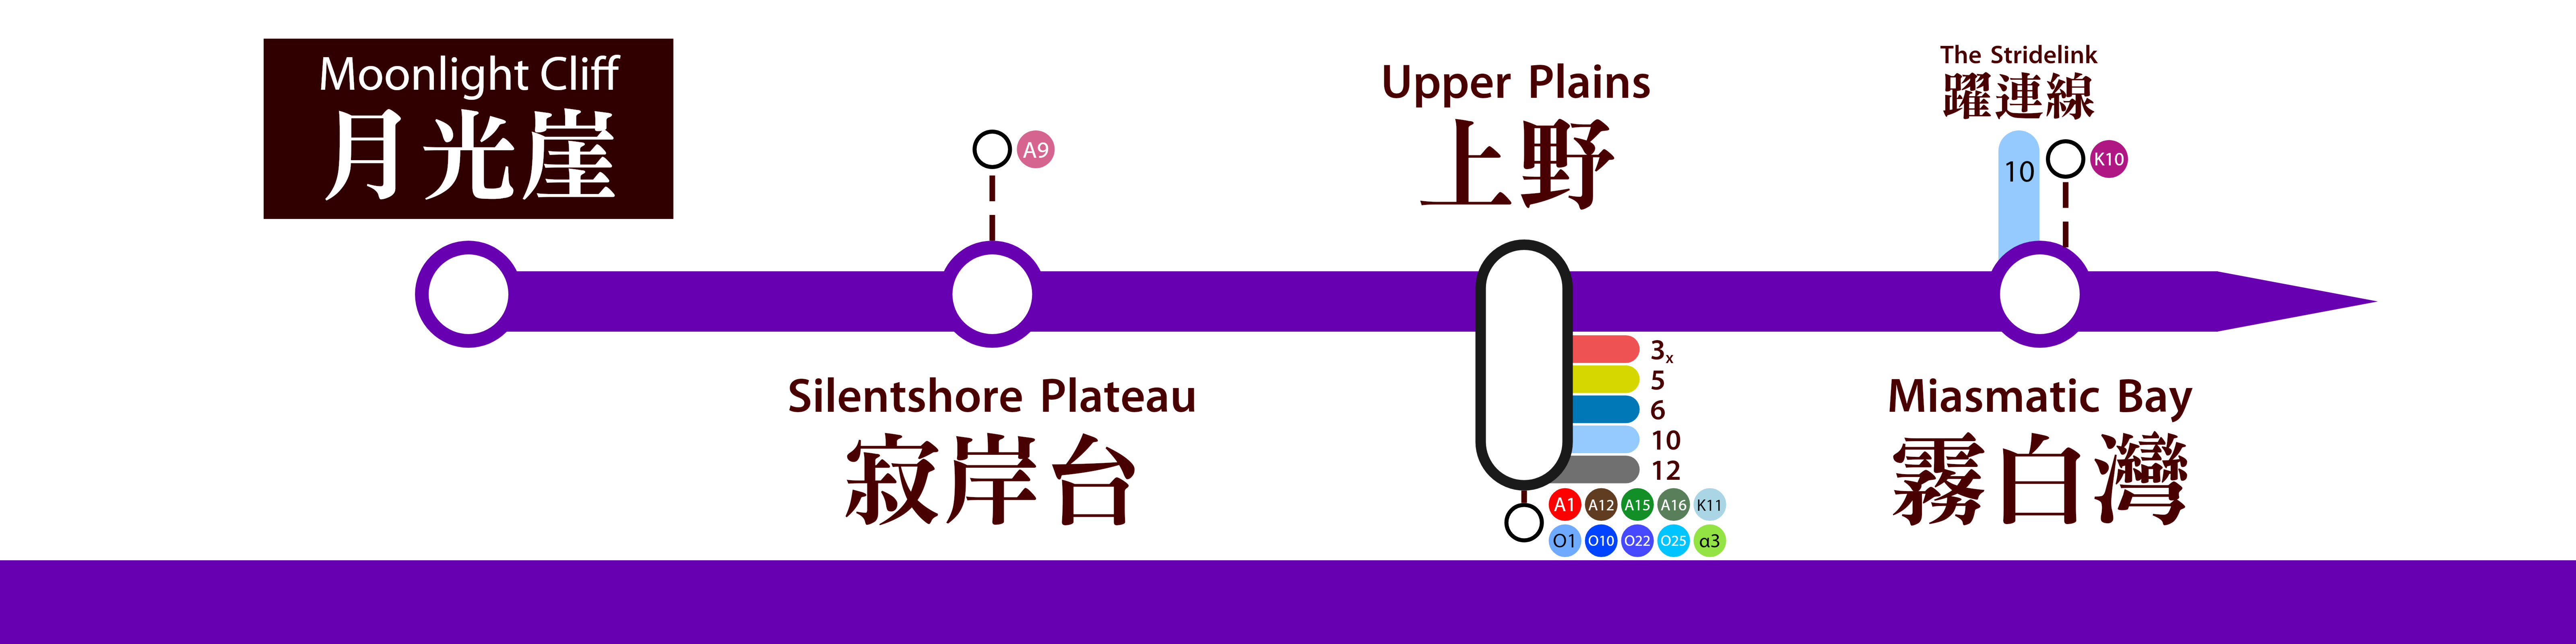 Moonlight Cliff
月光崖
A9
Silentshore Plateau
寂岸台
Upper Plains
上野
3x
5
6
10
12
A1 A12 A15 A16 K11
O1 O10 O22 O25 α3
The Stridelink
躍連線
10
K10
Miasmatic Bay
霧白灣